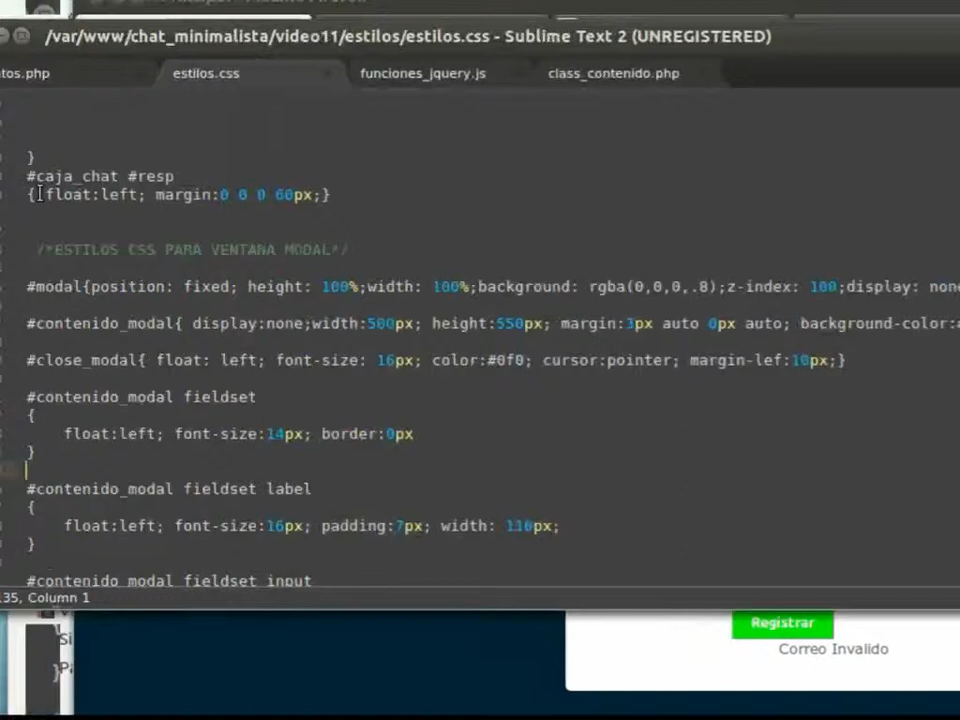 /var/www/chat_minimalista/video11/estilos/estilos.css - Sublime Text 2 (UNREGISTERED)
tos.php estilos.css funciones_jquery.js class_contenido.php
}
#caja_chat #resp
{ float:left; margin:0 0 0 60px;}
/*ESTILOS CSS PARA VENTANA MODAL*/
#modal{position: fixed; height: 100%;width: 100%;background: rgba(0,0,0,.8);z-index: 100;display: none
#contenido_modal{ display:none;width:500px; height:550px; margin:3px auto 0px auto; background-color:
#close_modal{ float: left; font-size: 16px; color:#0f0; cursor:pointer; margin-lef:10px;}
#contenido_modal fieldset
{
float:left; font-size:14px; border:0px
}
#contenido_modal fieldset label
{
float:left; font-size:16px; padding:7px; width: 110px;
}
#contenido_modal fieldset input
135, Column 1
Registrar
Si
Correo Invalido
Pa
}